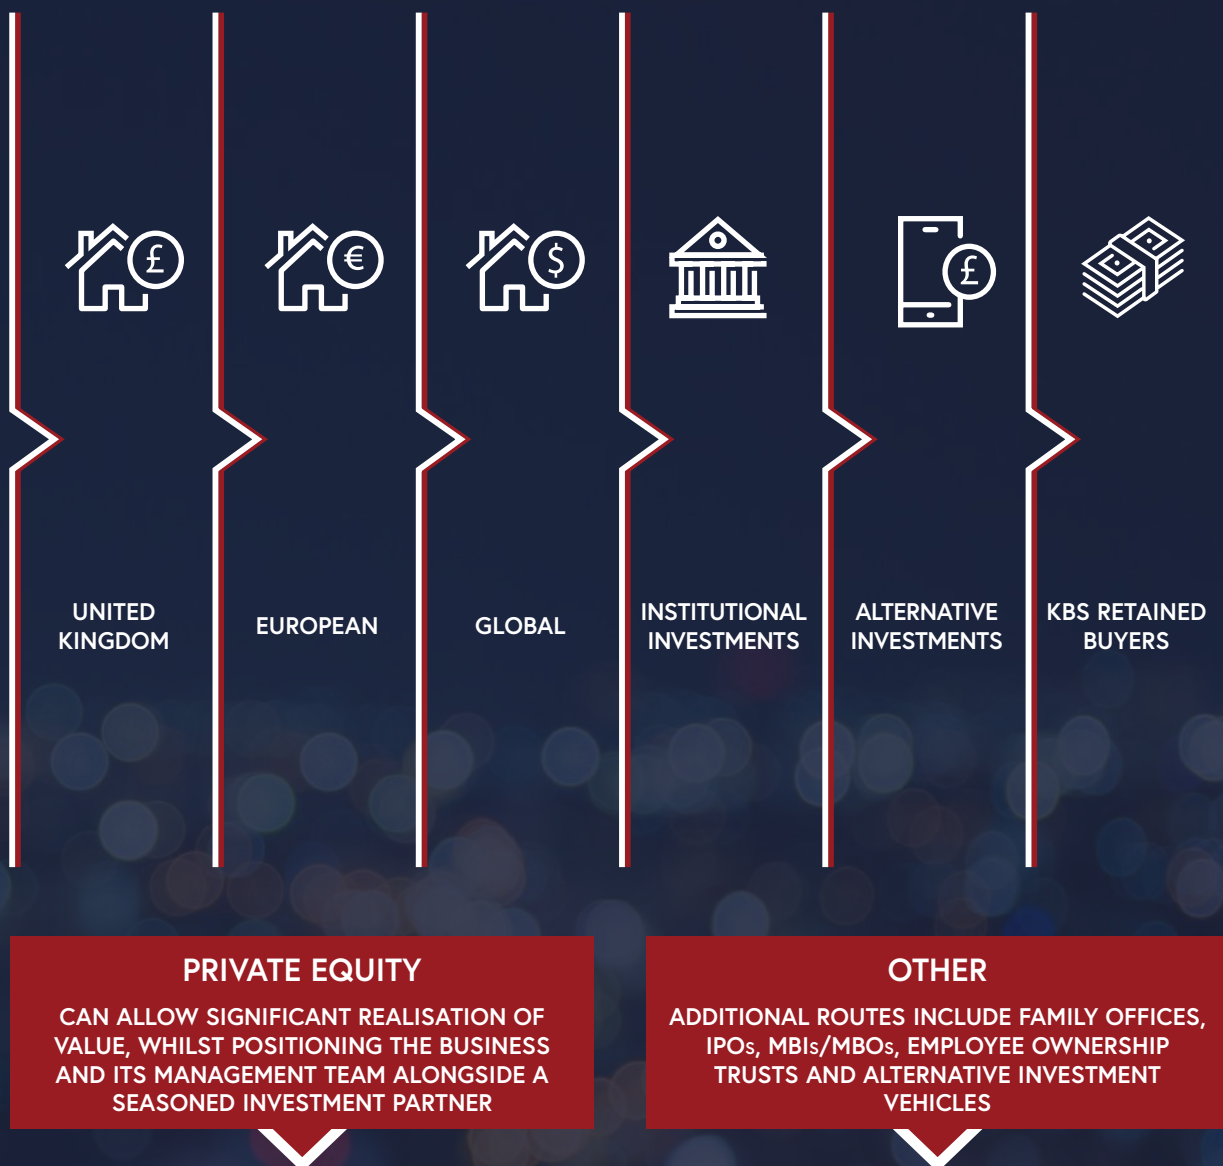 £
€
$
£
UNITED
KINGDOM
EUROPEAN
GLOBAL
INSTITUTIONAL
INVESTMENTS
ALTERNATIVE
INVESTMENTS
KBS RETAINED
BUYERS
PRIVATE EQUITY
CAN ALLOW SIGNIFICANT REALISATION OF
VALUE, WHILST POSITIONING THE BUSINESS
AND ITS MANAGEMENT TEAM ALONGSIDE A
SEASONED INVESTMENT PARTNER
OTHER
ADDITIONAL ROUTES INCLUDE FAMILY OFFICES,
IPOs, MBIs/MBOs, EMPLOYEE OWNERSHIP
TRUSTS AND ALTERNATIVE INVESTMENT
VEHICLES